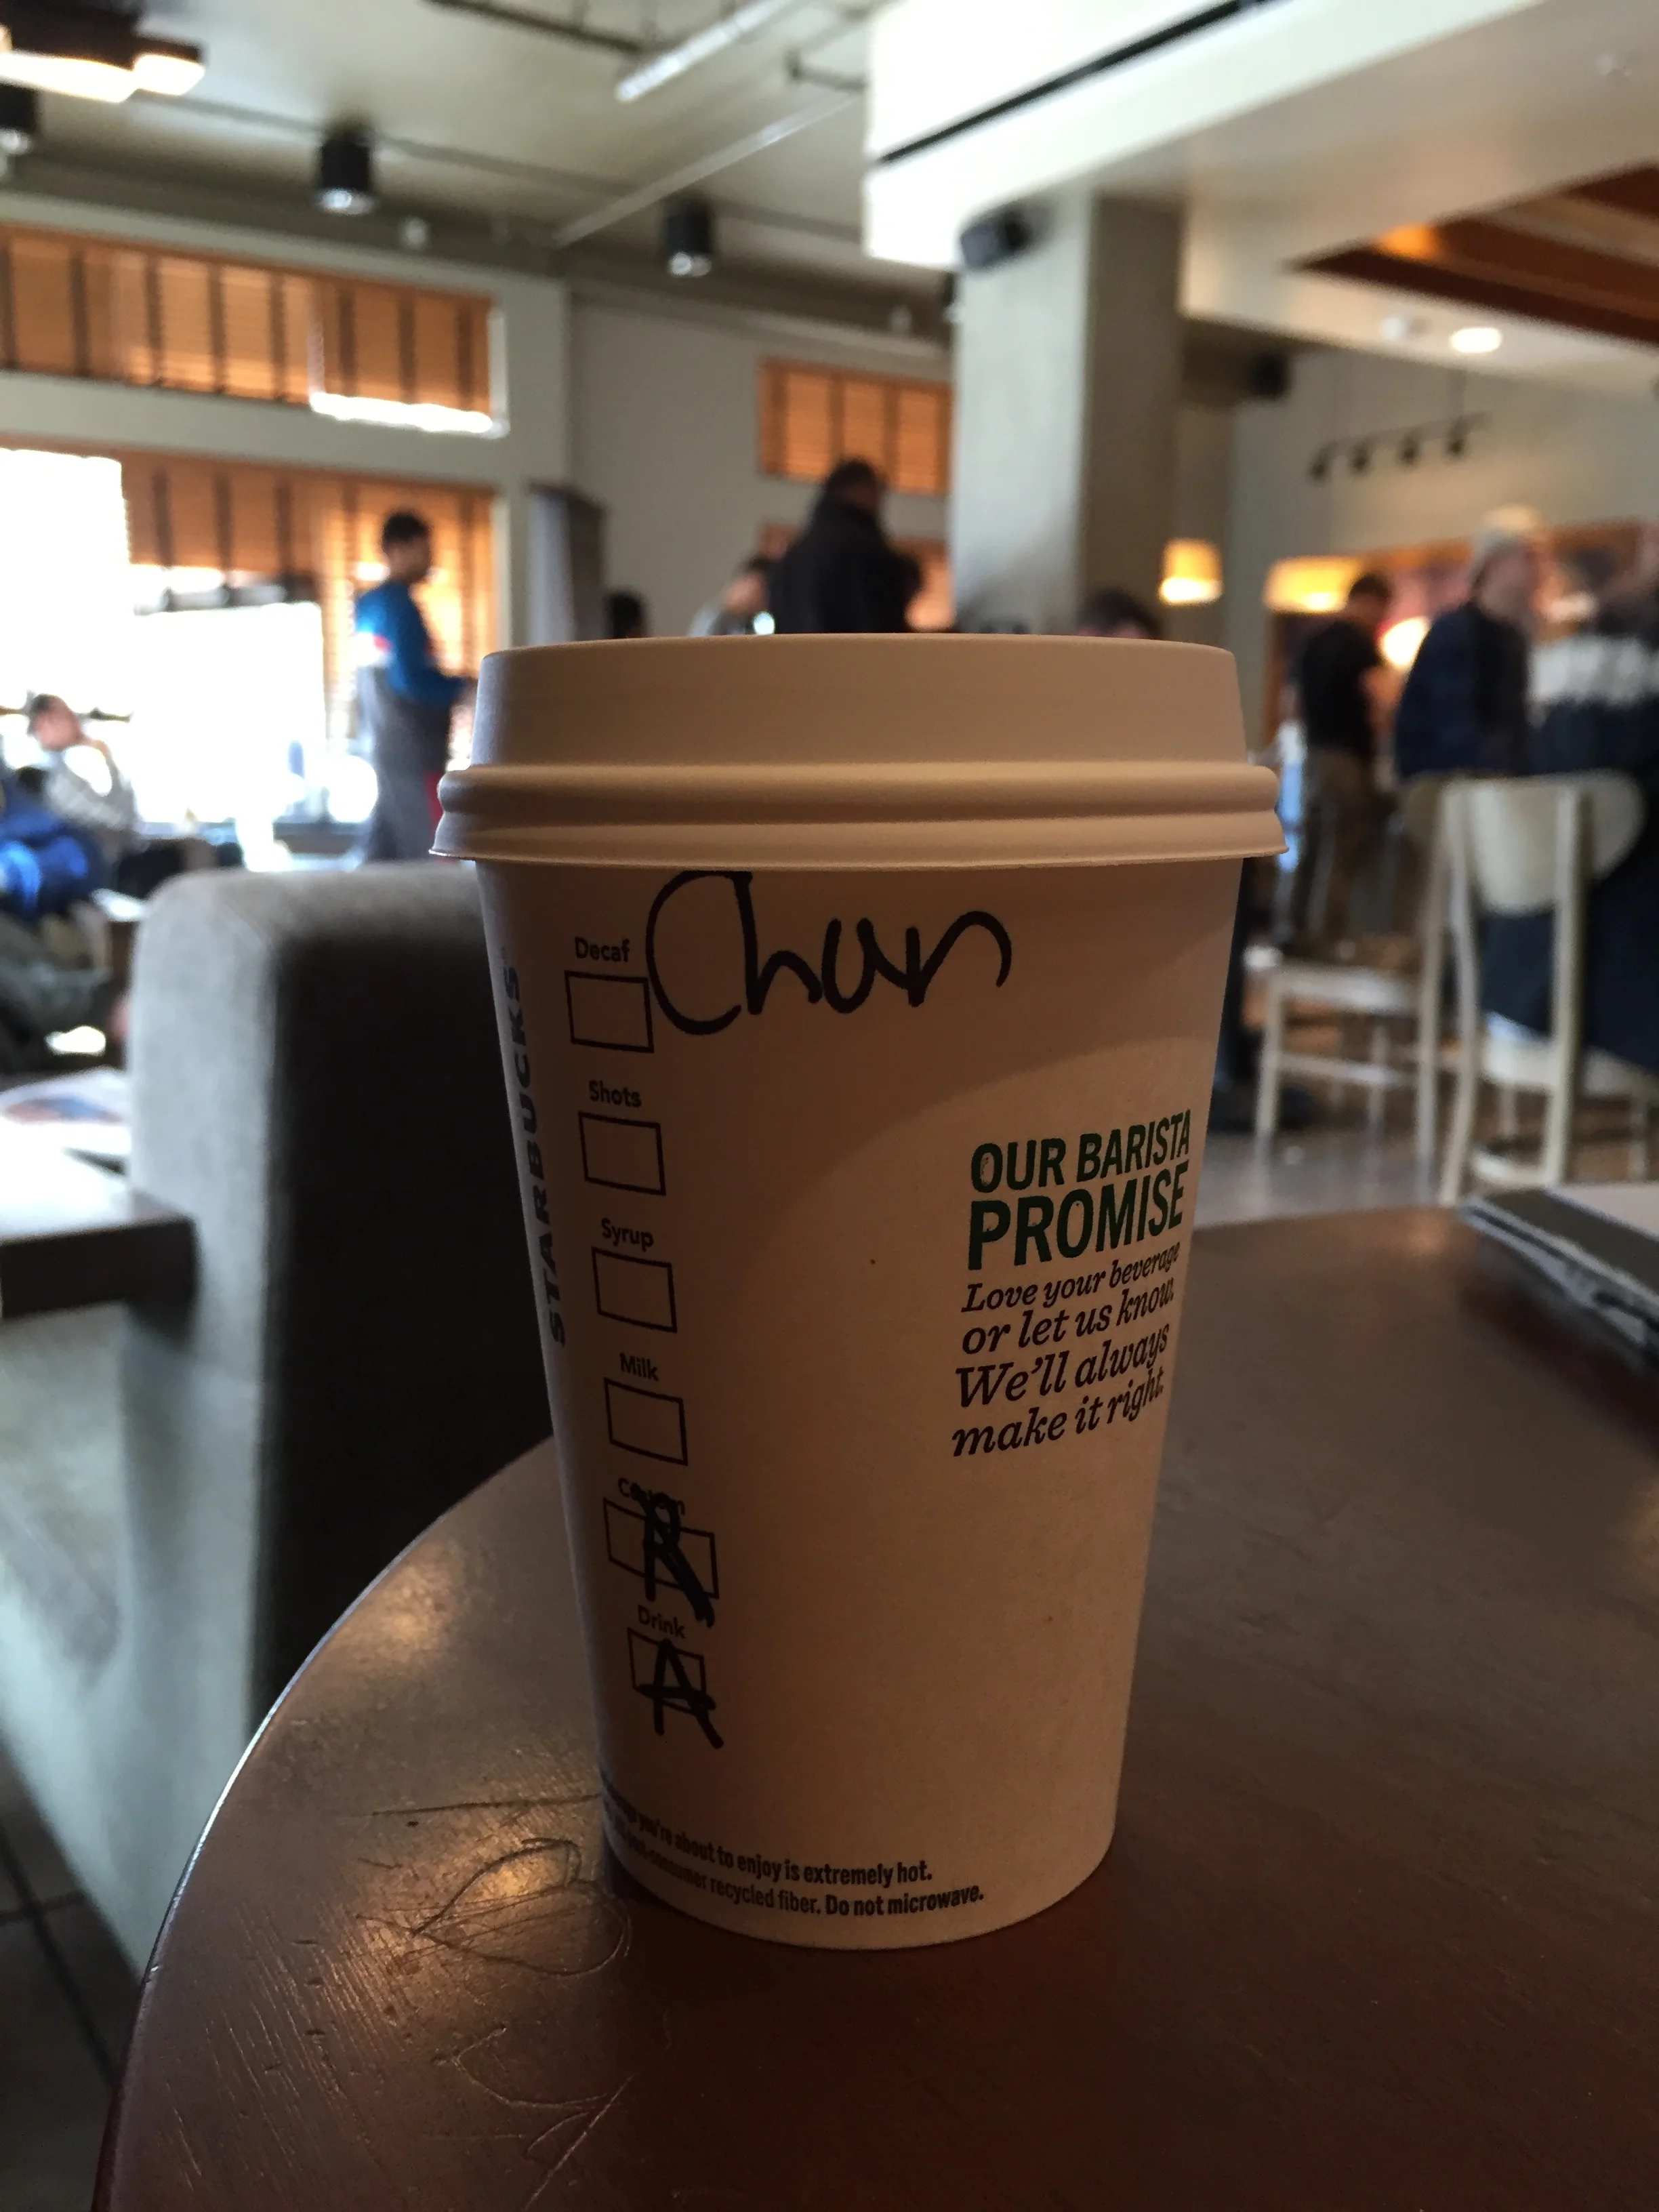 Chun
STARBUCKS
Decaf
Shots
Syrup
Milk
Custom
R
Drink
A
OUR BARISTA
PROMISE
Love your beverage
or let us know.
We'll always
make it right.
you're about to enjoy is extremely hot.
consumer recycled fiber. Do not microwave.